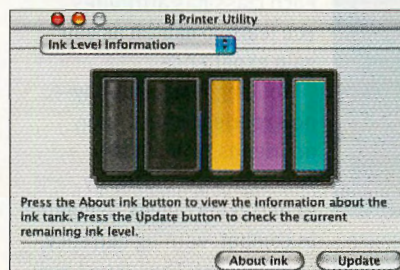 BJ Printer Utility
Ink Level Information
Press the About ink button to view the information about the
ink tank. Press the Update button to check the current
remaining ink level.
About ink
Update